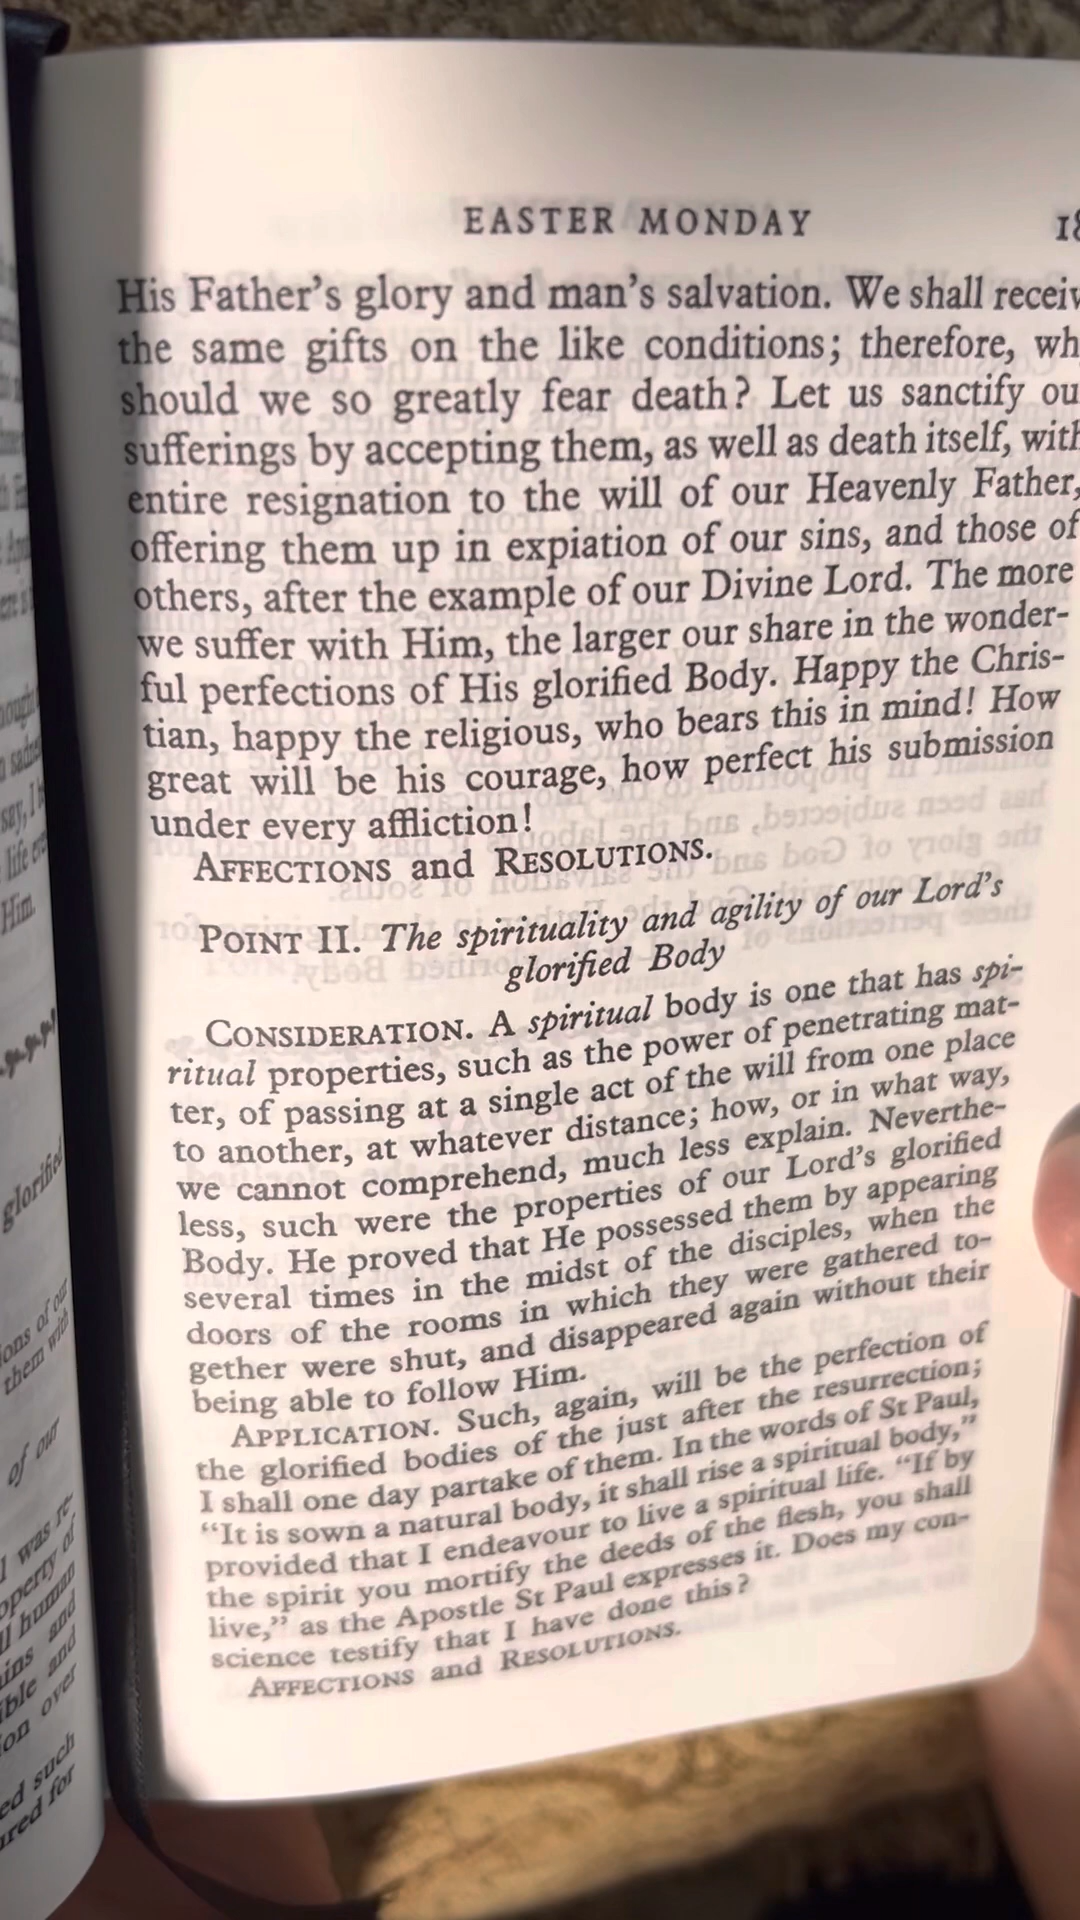 EASTER MONDAY
His Father's glory and man's salvation. We shall
the same gifts on the like conditions; therefore,
should we so greatly fear death? Let us sanctify
sufferings by accepting them, as well as death itself, with
entire resignation to the will of our Heavenly Father,
offering them up in expiation of our sins, and those of
others, after the example of our Divine Lord. The more
we suffer with Him, the larger our share in the wonder-
ful perfections of His glorified Body. Happy the Chris-
tian, happy the religious, who bears this in mind! How
great will be his courage, how perfect his submission
under every affliction!
AFFECTIONS and RESOLUTIONS.
POINT II. The spirituality and agility of our Lord's
glorified Body
CONSIDERATION. A spiritual body is one that has spi-
ritual properties, such as the power of penetrating mat-
ter, of passing at a single act of the will from one place
to another, at whatever distance; how, or in what way,
we cannot comprehend, much less explain. Neverthe-
less, such were the properties of our Lord's glorified
Body. He proved that He possessed them by appearing
several times in the midst of the disciples, when the
doors of the rooms in which they were gathered to-
gether were shut, and disappeared again without their
being able to follow Him.
APPLICATION. Such, again, will be the perfection of
the glorified bodies of the just after the resurrection;
I shall one day partake of them. In the words of St Paul,
"It is sown a natural body, it shall rise a spiritual body,"
provided that I endeavour to live a spiritual life. "If by
the spirit you mortify the deeds of the flesh, you shall
live," as the Apostle St Paul expresses it. Does my con-
science testify that I have done this?
AFFECTIONS and RESOLUTIONS.
glorified
of our